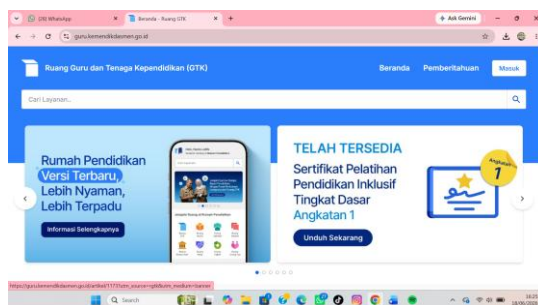 (35) WhatsApp
Beranda - Ruang GTK
Ask Gemini
guru.kemendikdasmen.go.id
Ruang Guru dan Tenaga Kependidikan (GTK)
Beranda
Pemberitahuan
Masuk
Cari Layanan..
Rumah Pendidikan
Versi Terbaru,
Lebih Nyaman,
Lebih Terpadu
Informasi Selengkapnya
TELAH TERSEDIA
Sertifikat Pelatihan
Pendidikan Inklusif
Tingkat Dasar
Angkatan 1
Unduh Sekarang
Angkatan
1
Search